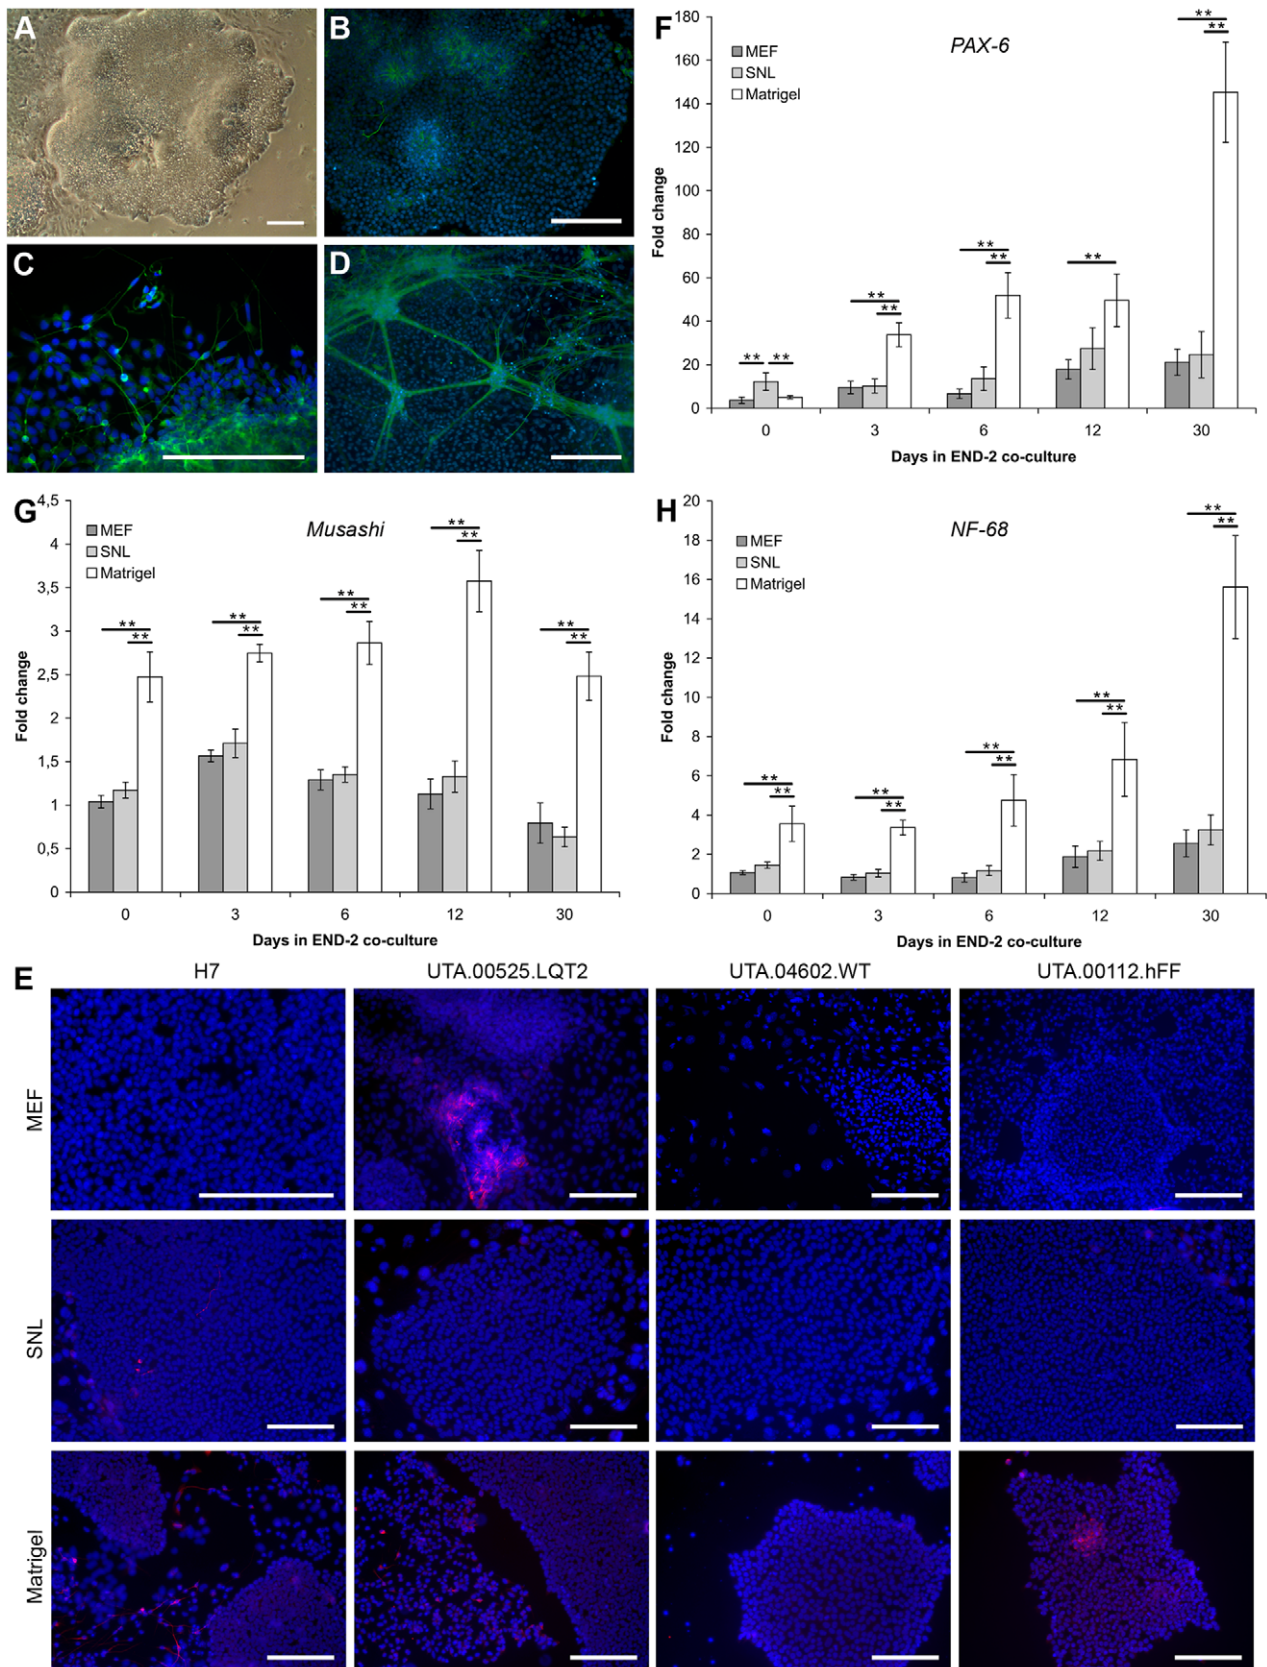 A
B
C
D
F
PAX-6
MEF
SNL
Matrigel
Fold change
180
160
140
120
100
80
60
40
20
0
** ** ** ** ** ** ** ** **
0 3 6 12 30
Days in END-2 co-culture
G
Musashi
MEF
SNL
Matrigel
Fold change
4,5
4
3,5
3
2,5
2
1,5
1
0,5
0
** ** ** ** ** ** ** ** ** **
0 3 6 12 30
Days in END-2 co-culture
H
NF-68
MEF
SNL
Matrigel
Fold change
20
18
16
14
12
10
8
6
4
2
0
** ** ** ** ** ** ** ** ** **
0 3 6 12 30
Days in END-2 co-culture
E
H7 UTA.00525.LQT2 UTA.04602.WT UTA.00112.hFF
MEF
SNL
Matrigel